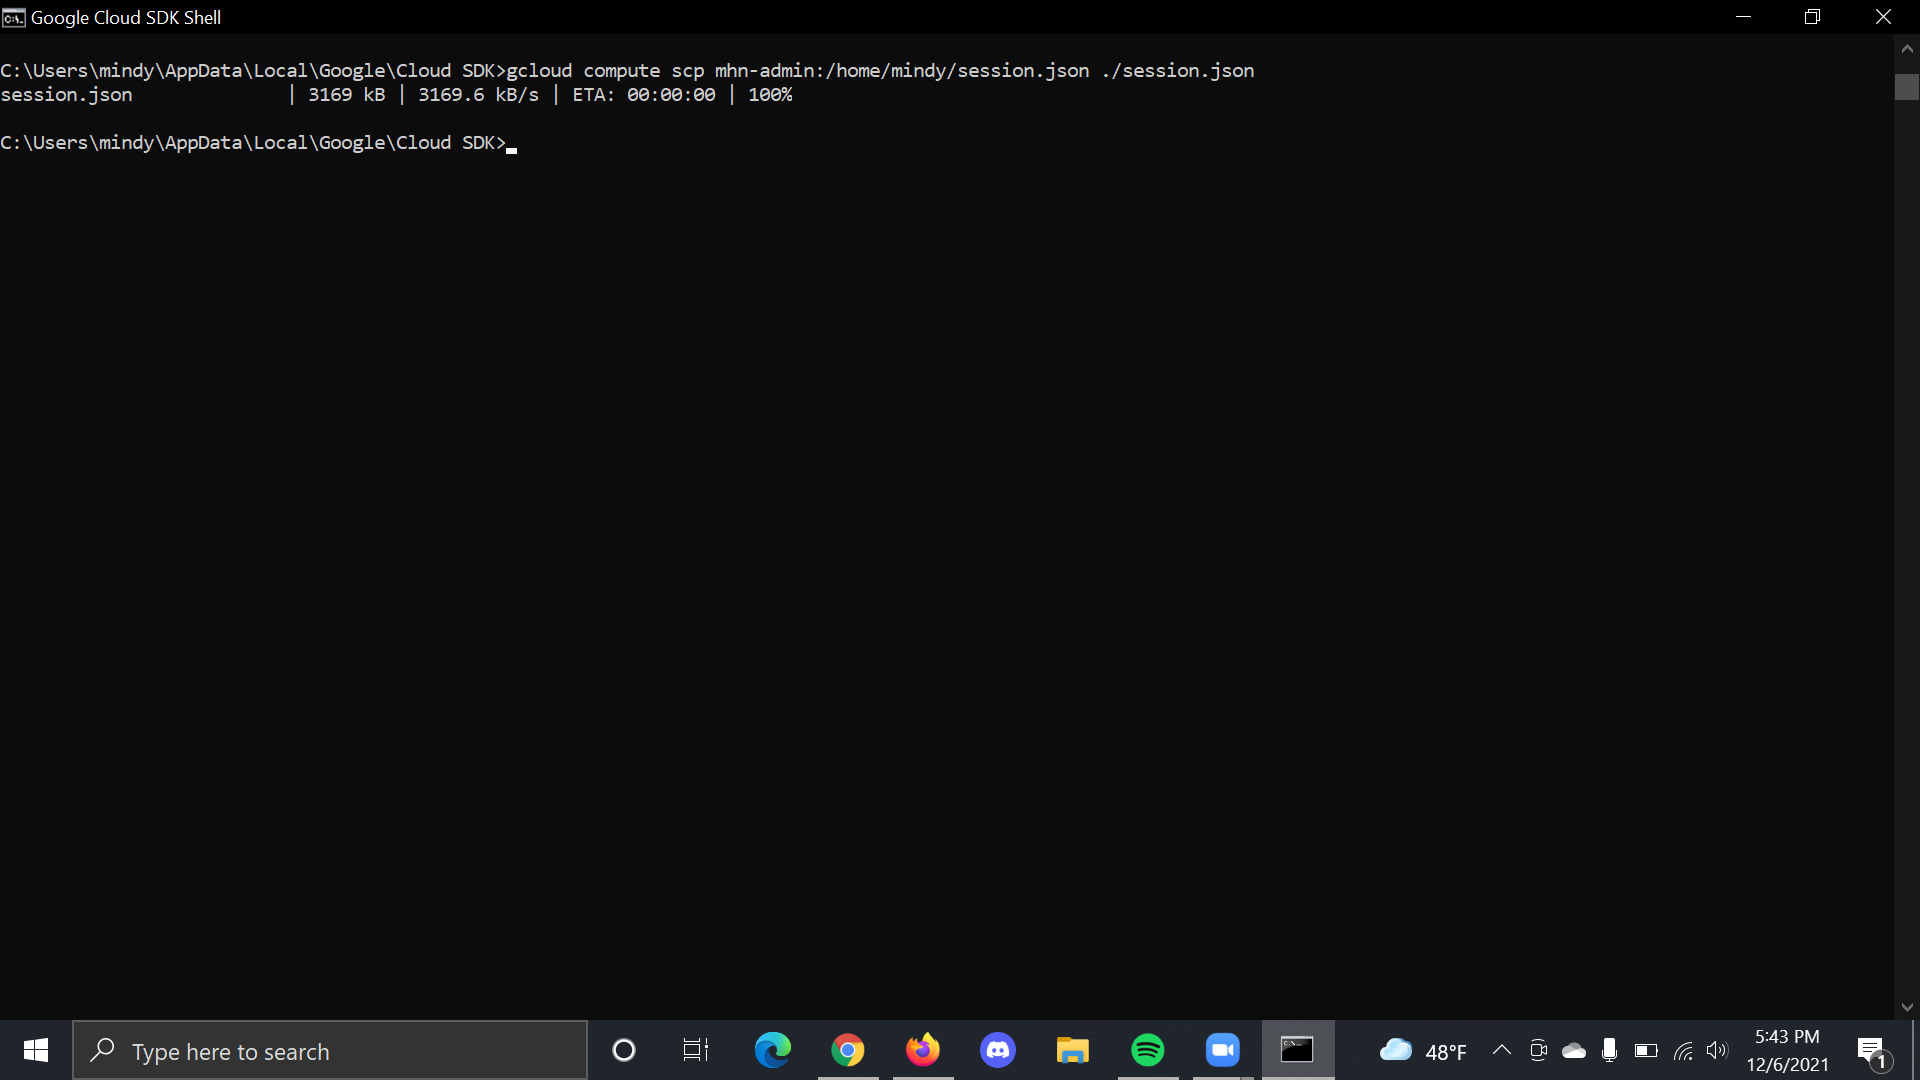 Google Cloud SDK Shell
C:\Users\mindy\AppData\Local\Google\Cloud SDK>gcloud compute scp mhn-admin:/home/mindy/session.json ./session.json
session.json | 3169 kB | 3169.6 kB/s | ETA: 00:00:00 | 100%
C:\Users\mindy\AppData\Local\Google\Cloud SDK>
Type here to search
48°F
5:43 PM
12/6/2021
1